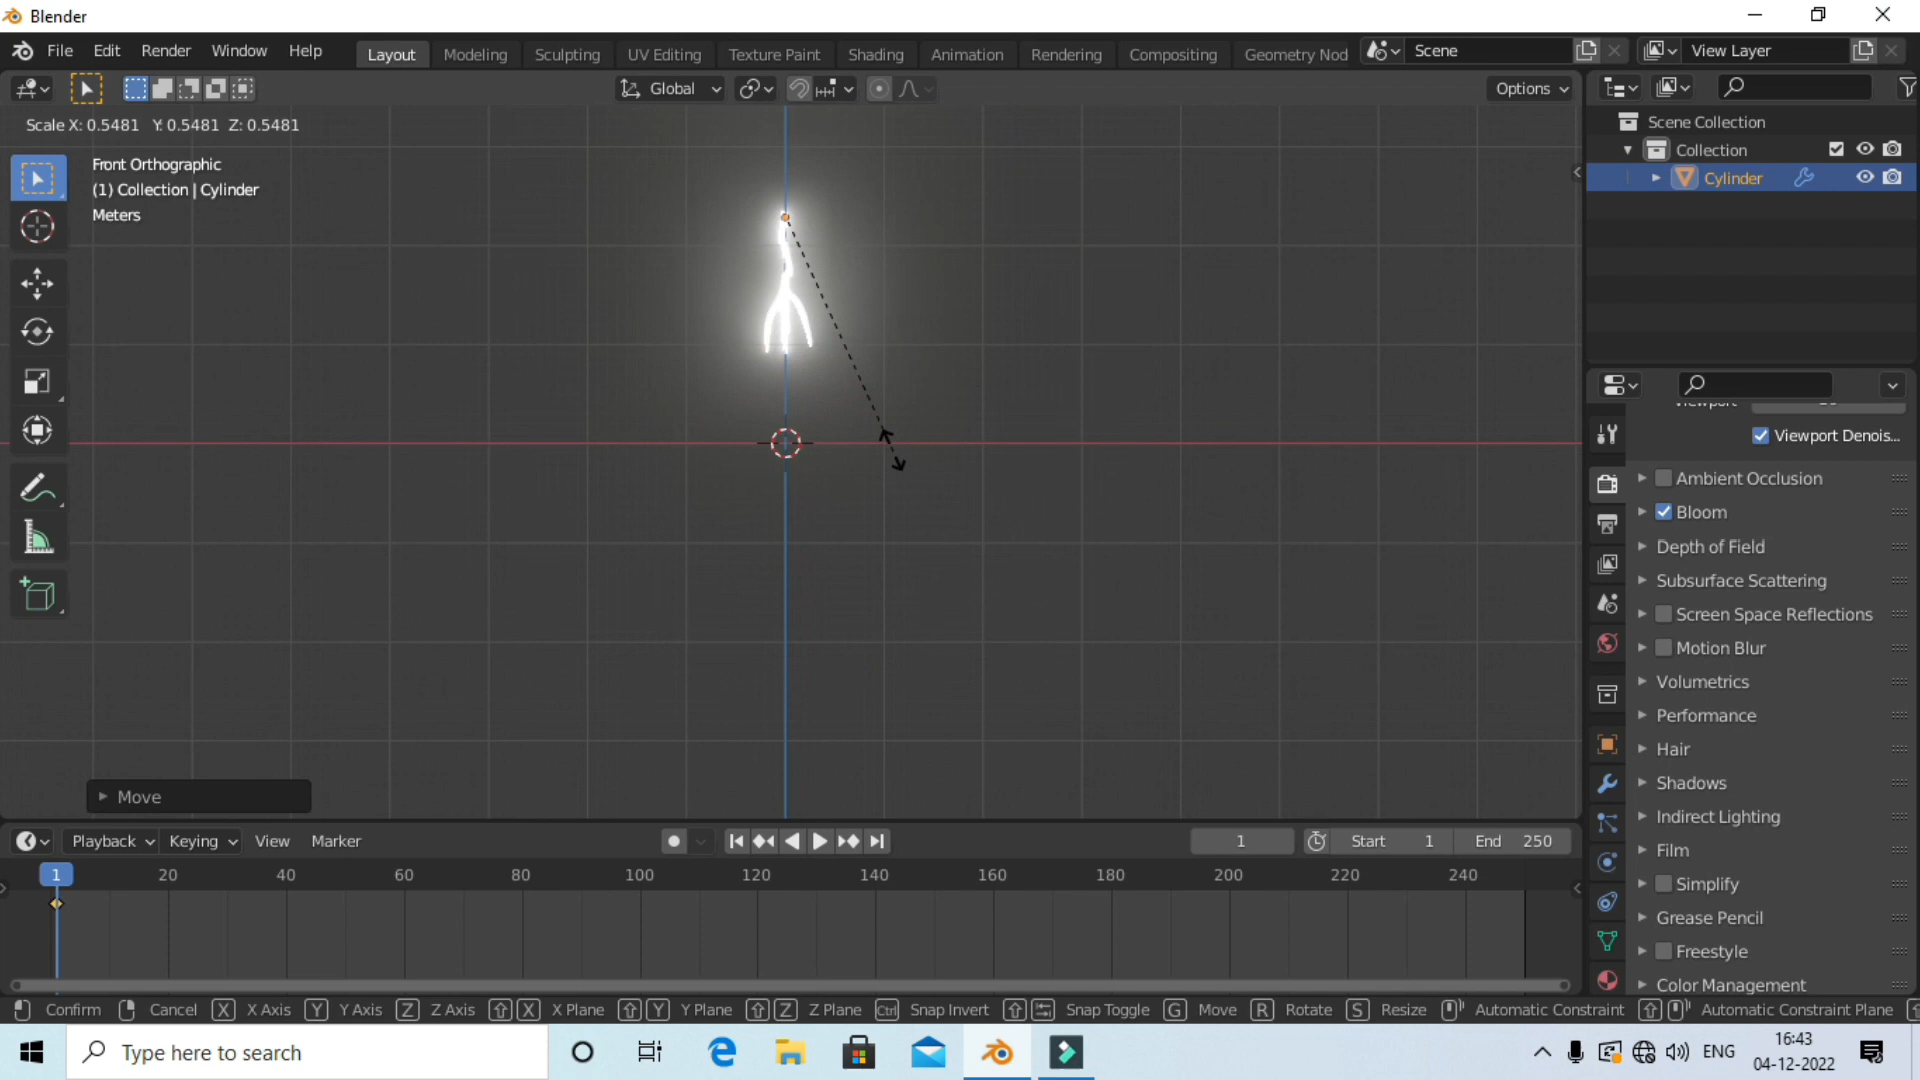 Blender
File Edit Render Window Help Layout Modeling Sculpting UV Editing Texture Paint Shading Animation Rendering Compositing Geometry Nod Scene View Layer
Global Options
Scale X: 0.5481 Y: 0.5481 Z: 0.5481
Front Orthographic
(1) Collection | Cylinder
Meters
Scene Collection
Collection
Cylinder
Viewport Denois...
Ambient Occlusion
Bloom
Depth of Field
Subsurface Scattering
Screen Space Reflections
Motion Blur
Volumetrics
Performance
Hair
Shadows
Indirect Lighting
Film
Simplify
Grease Pencil
Freestyle
Color Management
Move
Playback Keying View Marker 1 Start 1 End 250
1 20 40 60 80 100 120 140 160 180 200 220 240
Confirm Cancel X X Axis Y Y Axis Z Z Axis X X Plane Y Y Plane Z Z Plane Ctrl Snap Invert Snap Toggle G Move R Rotate S Resize Automatic Constraint Automatic Constraint Plane
Type here to search
ENG
16:43
04-12-2022